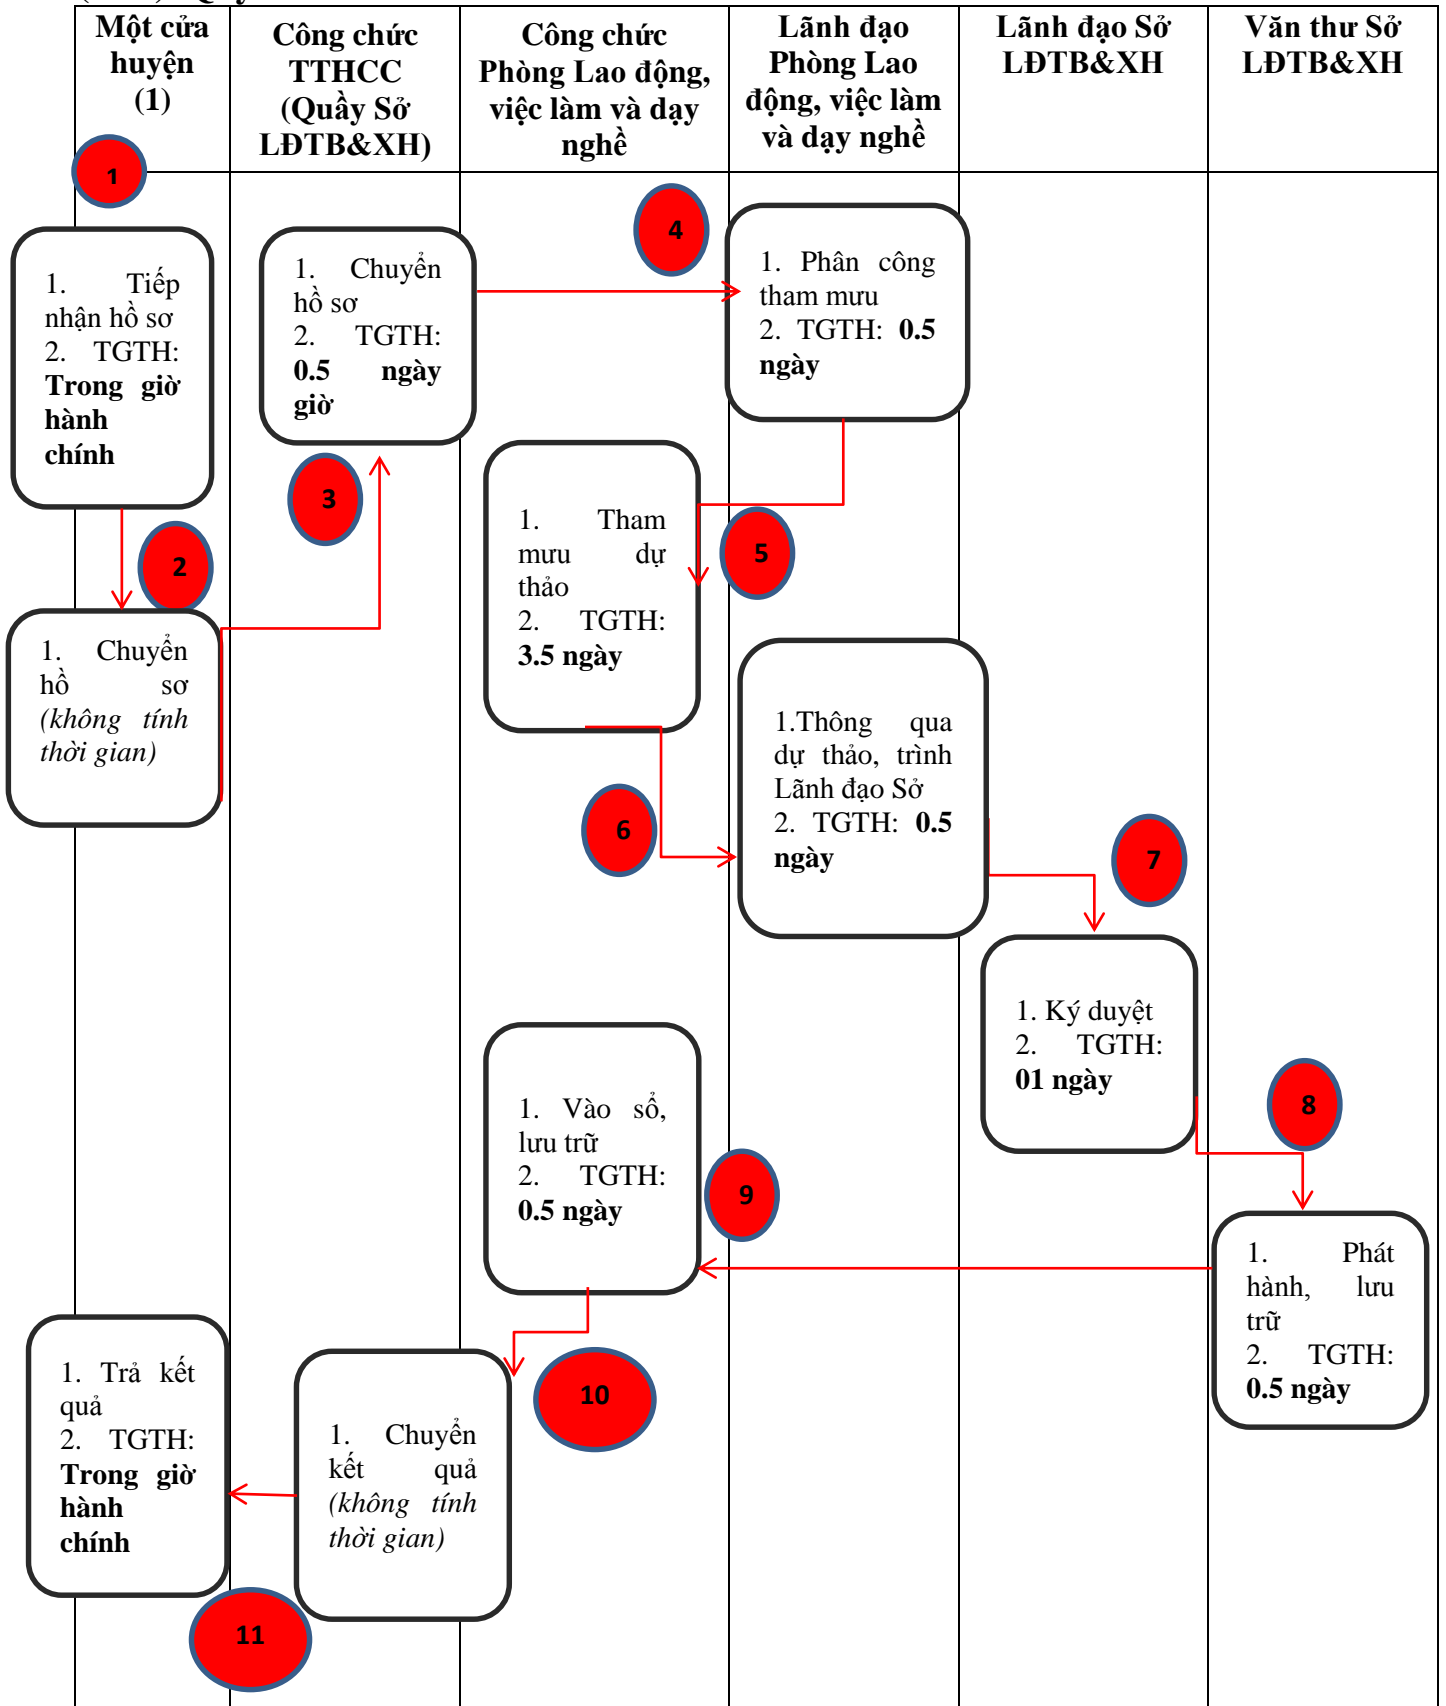 Một cửa
huyện
(1)
Công chức
TTHCC
(Quầy Sở
LĐTB&XH)
Công chức
Phòng Lao động,
việc làm và dạy
nghề
Lãnh đạo
Phòng Lao
động, việc làm
và dạy nghề
Lãnh đạo Sở
LĐTB&XH
Văn thư Sở
LĐTB&XH
1
1. Tiếp
nhận hồ sơ
2. TGTH:
Trong giờ
hành
chính
2
1. Chuyển
hồ sơ
(không tính
thời gian)
3
1. Chuyển
hồ sơ
2. TGTH:
0.5 ngày
giờ
4
1. Phân công
tham mưu
2. TGTH: 0.5
ngày
5
1. Tham
mưu dự
thảo
2. TGTH:
3.5 ngày
6
1.Thông qua
dự thảo, trình
Lãnh đạo Sở
2. TGTH: 0.5
ngày
7
1. Ký duyệt
2. TGTH:
01 ngày
8
1. Phát
hành, lưu
trữ
2. TGTH:
0.5 ngày
9
1. Vào sổ,
lưu trữ
2. TGTH:
0.5 ngày
10
1. Chuyển
kết quả
(không tính
thời gian)
11
1. Trả kết
quả
2. TGTH:
Trong giờ
hành
chính